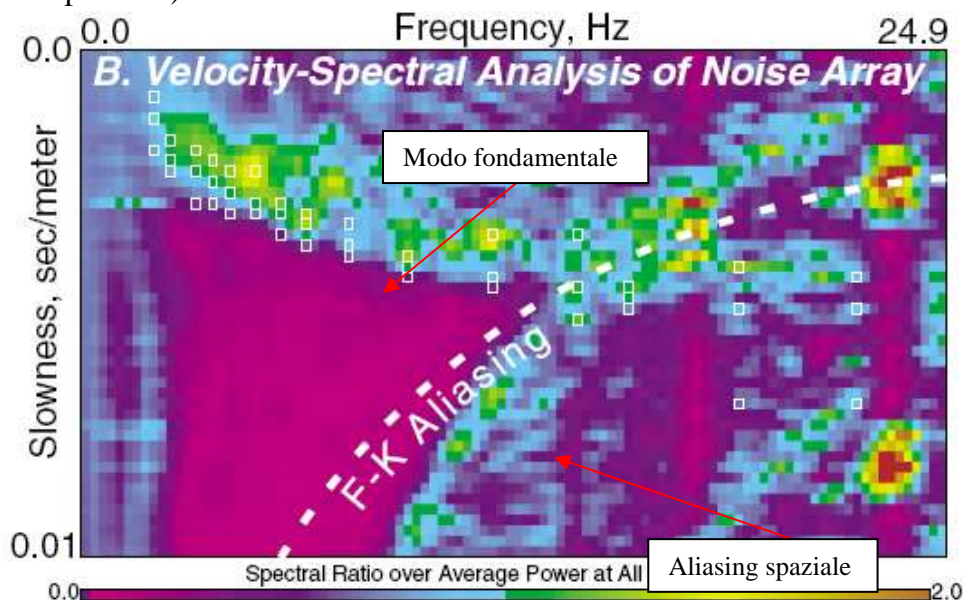 0.0 Frequency, Hz 24.9
0.0
B. Velocity-Spectral Analysis of Noise Array
Modo fondamentale
Slowness, sec/meter
F-K Aliasing
0.01
Spectral Ratio over Average Power at All
Aliasing spaziale
0.0 2.0